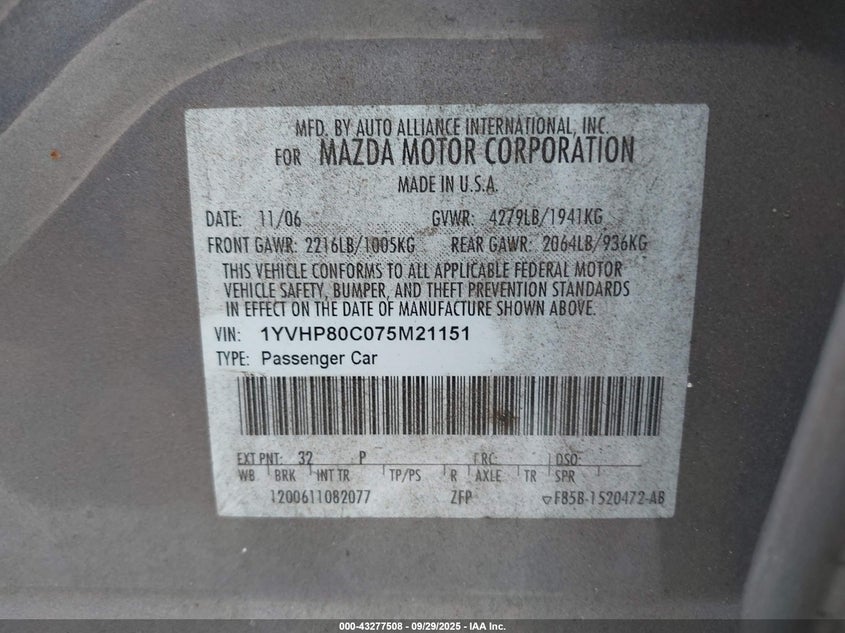 MFD. BY AUTO ALLIANCE INTERNATIONAL, INC.
FOR MAZDA MOTOR CORPORATION
MADE IN U.S.A.
DATE: 11/06 GVWR: 4279LB/1941KG
FRONT GAWR: 2216LB/1005KG REAR GAWR: 2064LB/936KG
THIS VEHICLE CONFORMS TO ALL APPLICABLE FEDERAL MOTOR
VEHICLE SAFETY, BUMPER, AND THEFT PREVENTION STANDARDS
IN EFFECT ON THE DATE OF MANUFACTURE SHOWN ABOVE.
VIN: 1YVHP80C075M21151
TYPE: Passenger Car
EXT PNT: 32 P RC: DSO:
WB BRK INT TR TP/PS R AXLE TR SPR
1200611082077 ZFP F85B-1520472-AB
000-43277508 - 09/29/2025 - IAA Inc.